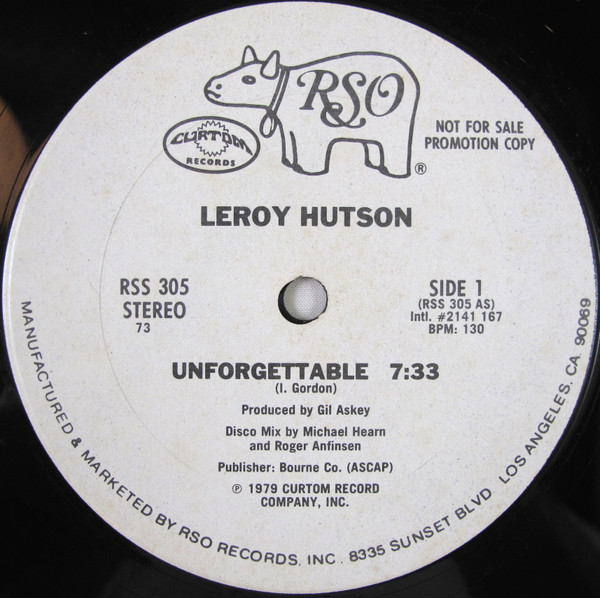 RSO
®
CURTOM
RECORDS
NOT FOR SALE
PROMOTION COPY
LEROY HUTSON
RSS 305
STEREO
73
SIDE 1
(RSS 305 AS)
Intl. #2141 167
BPM: 130
UNFORGETTABLE 7:33
(I. Gordon)
Produced by Gil Askey
Disco Mix by Michael Hearn
and Roger Anfinsen
Publisher: Bourne Co. (ASCAP)
℗ 1979 CURTOM RECORD
COMPANY, INC.
MANUFACTURED & MARKETED BY RSO RECORDS, INC., 8335 SUNSET BLVD. LOS ANGELES, CA. 90069